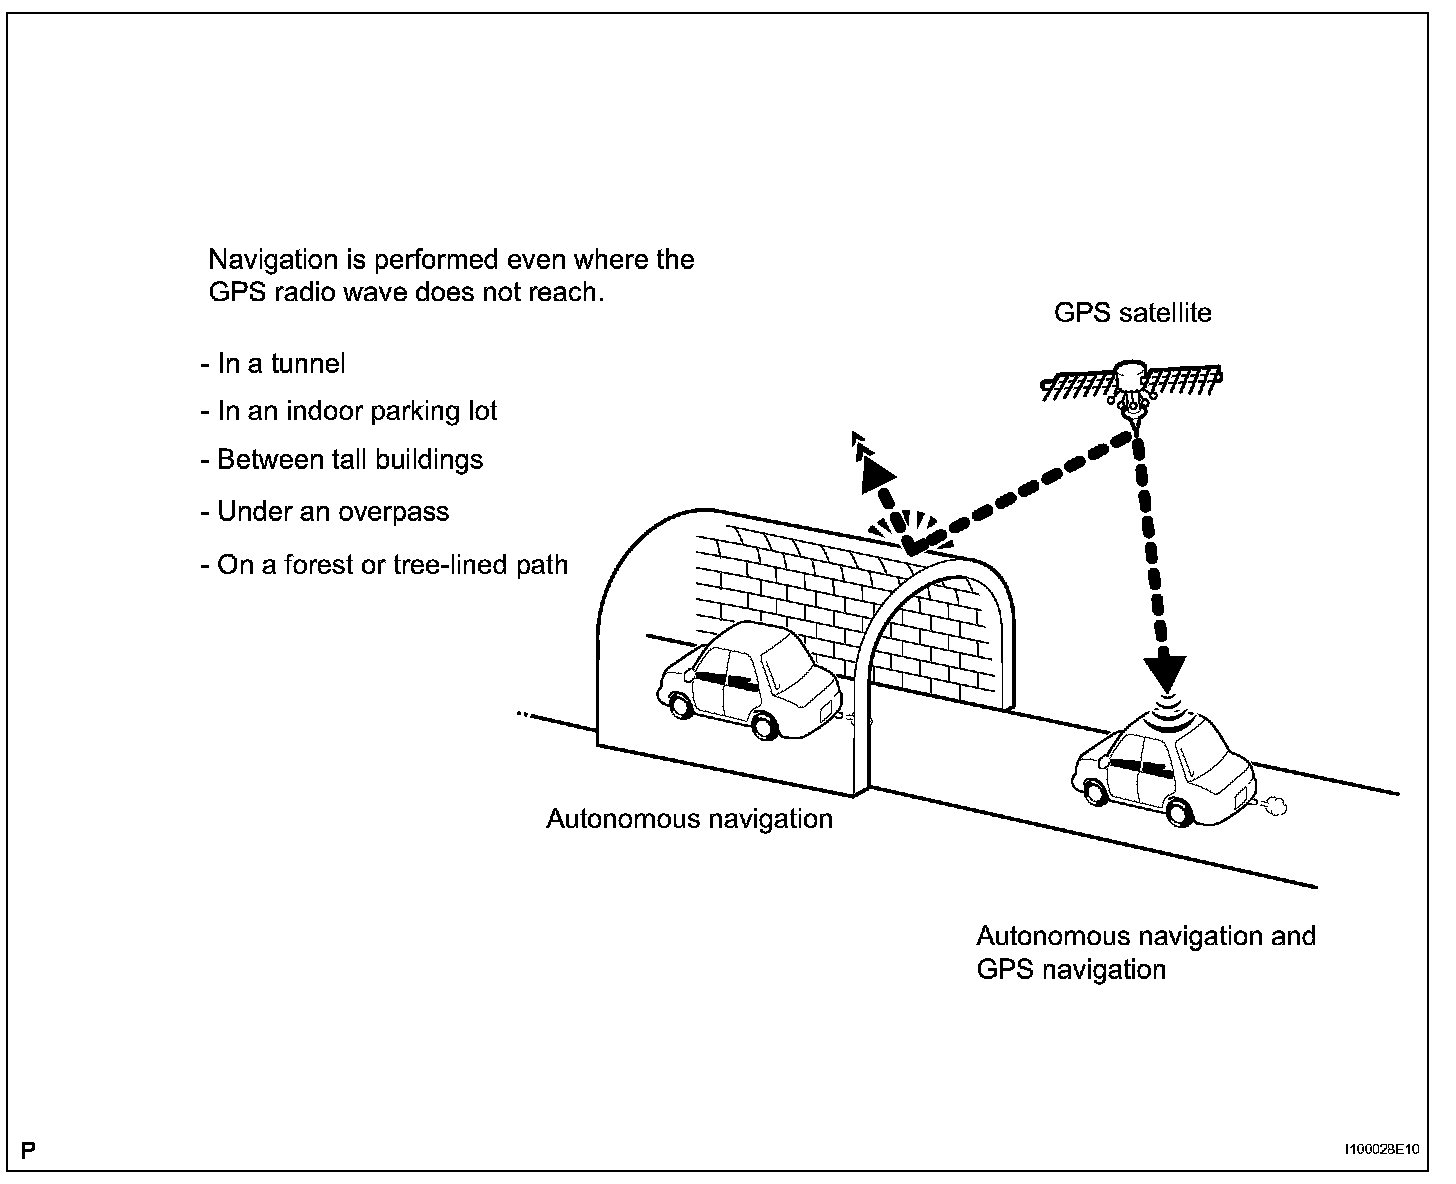 Navigation is performed even where the
GPS radio wave does not reach.
GPS satellite
- In a tunnel
- In an indoor parking lot
- Between tall buildings
- Under an overpass
- On a forest or tree-lined path
Autonomous navigation
Autonomous navigation and
GPS navigation
P
I100028E10